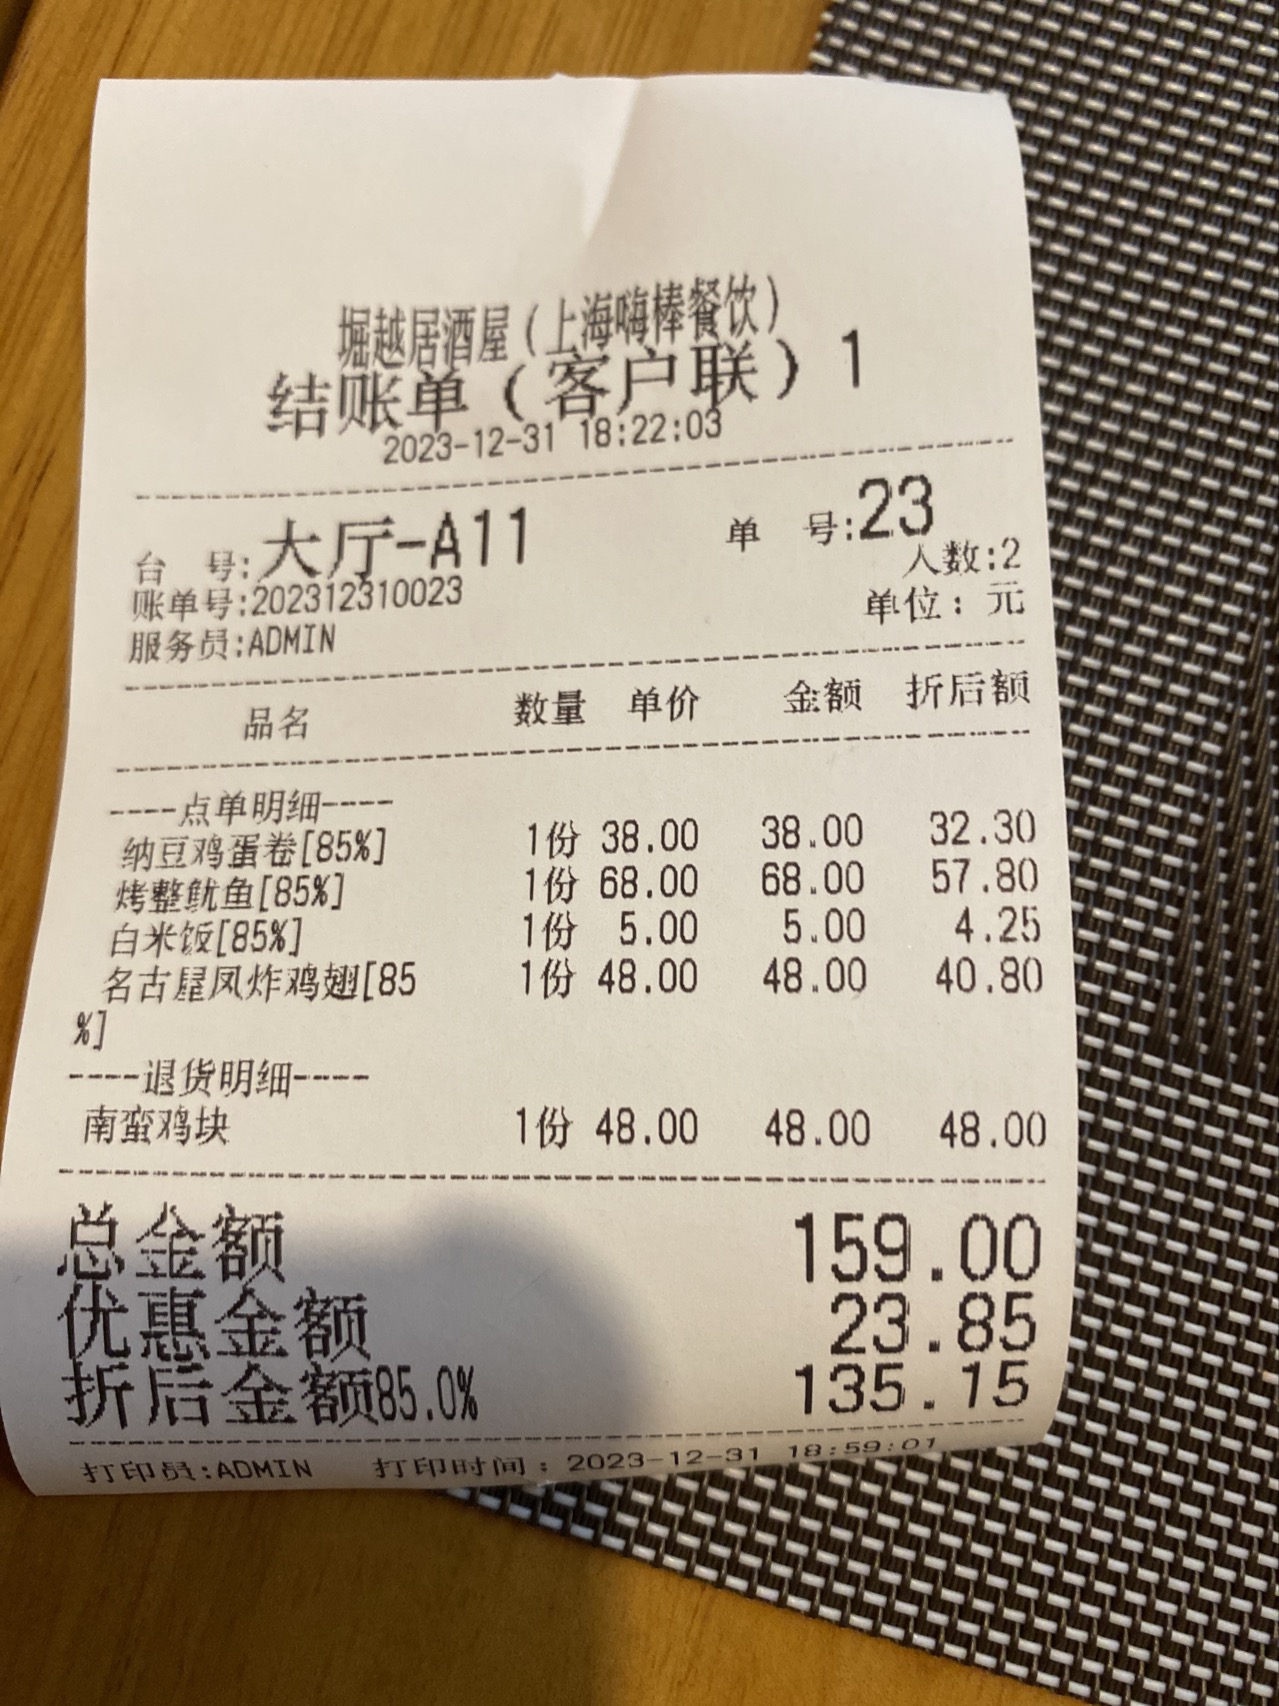 堀越居酒屋（上海嗨棒餐饮）
结账单（客户联）1
2023-12-31 18:22:03
台 号:大厅-A11 单 号:23
人数:2
账单号:202312310023 单位：元
服务员:ADMIN
品名 数量 单价 金额 折后额
----点单明细----
纳豆鸡蛋卷[85%] 1份 38.00 38.00 32.30
烤整鱿鱼[85%] 1份 68.00 68.00 57.80
白米饭[85%] 1份 5.00 5.00 4.25
名古屋风炸鸡翅[85 1份 48.00 48.00 40.80
%]
----退货明细----
南蛮鸡块 1份 48.00 48.00 48.00
总金额 159.00
优惠金额 23.85
折后金额85.0% 135.15
打印员:ADMIN 打印时间：2023-12-31 18:59:01